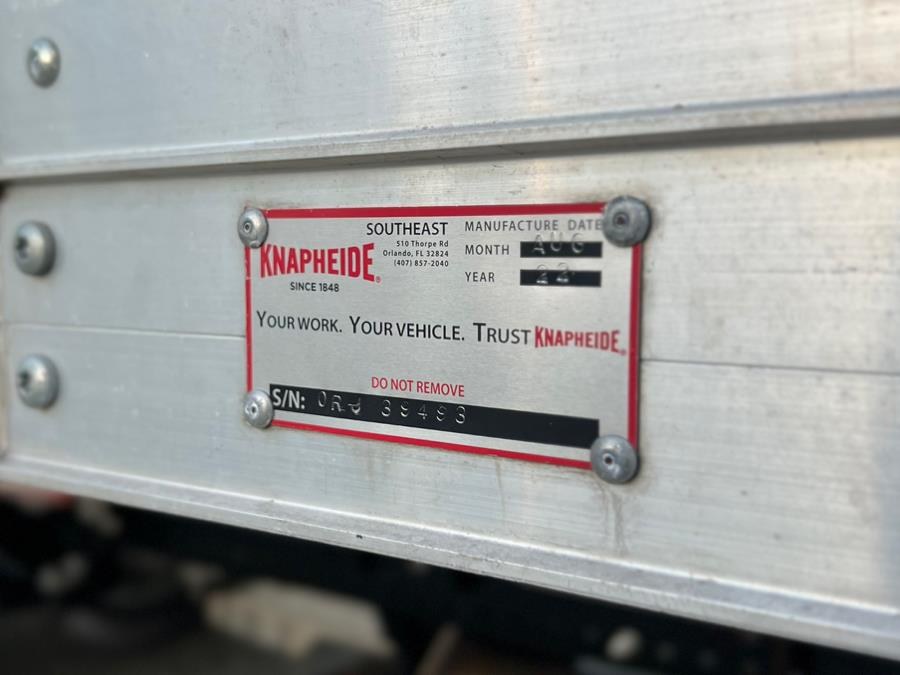 KNAPHEIDE®
SINCE 1848
SOUTHEAST
510 Thorpe Rd
Orlando, FL 32824
(407) 857-2040
MANUFACTURE DATE
MONTH AUG
YEAR 22
YOUR WORK. YOUR VEHICLE. TRUST KNAPHEIDE®
DO NOT REMOVE
S/N: ORJ 39493